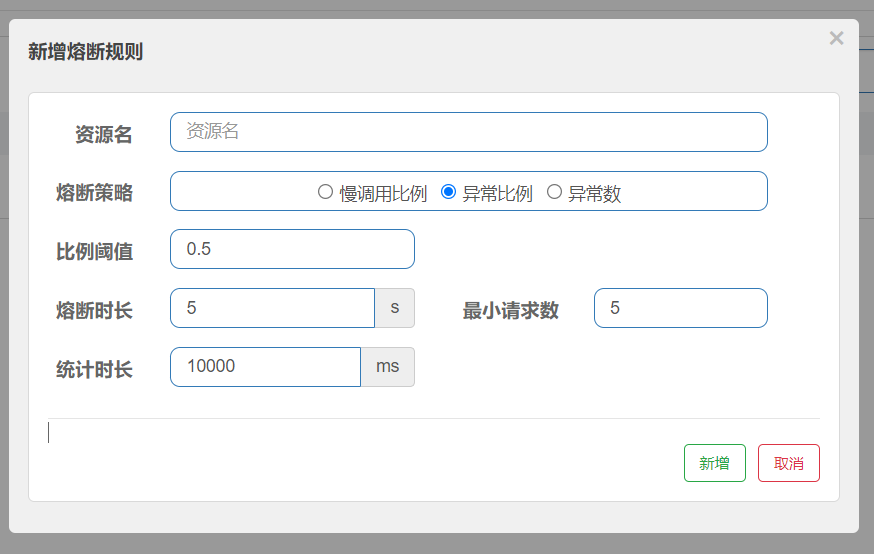 新增熔断规则 ×
资源名 资源名
熔断策略 慢调用比例 异常比例 异常数
比例阈值 0.5
熔断时长 5 s 最小请求数 5
统计时长 10000 ms
新增 取消